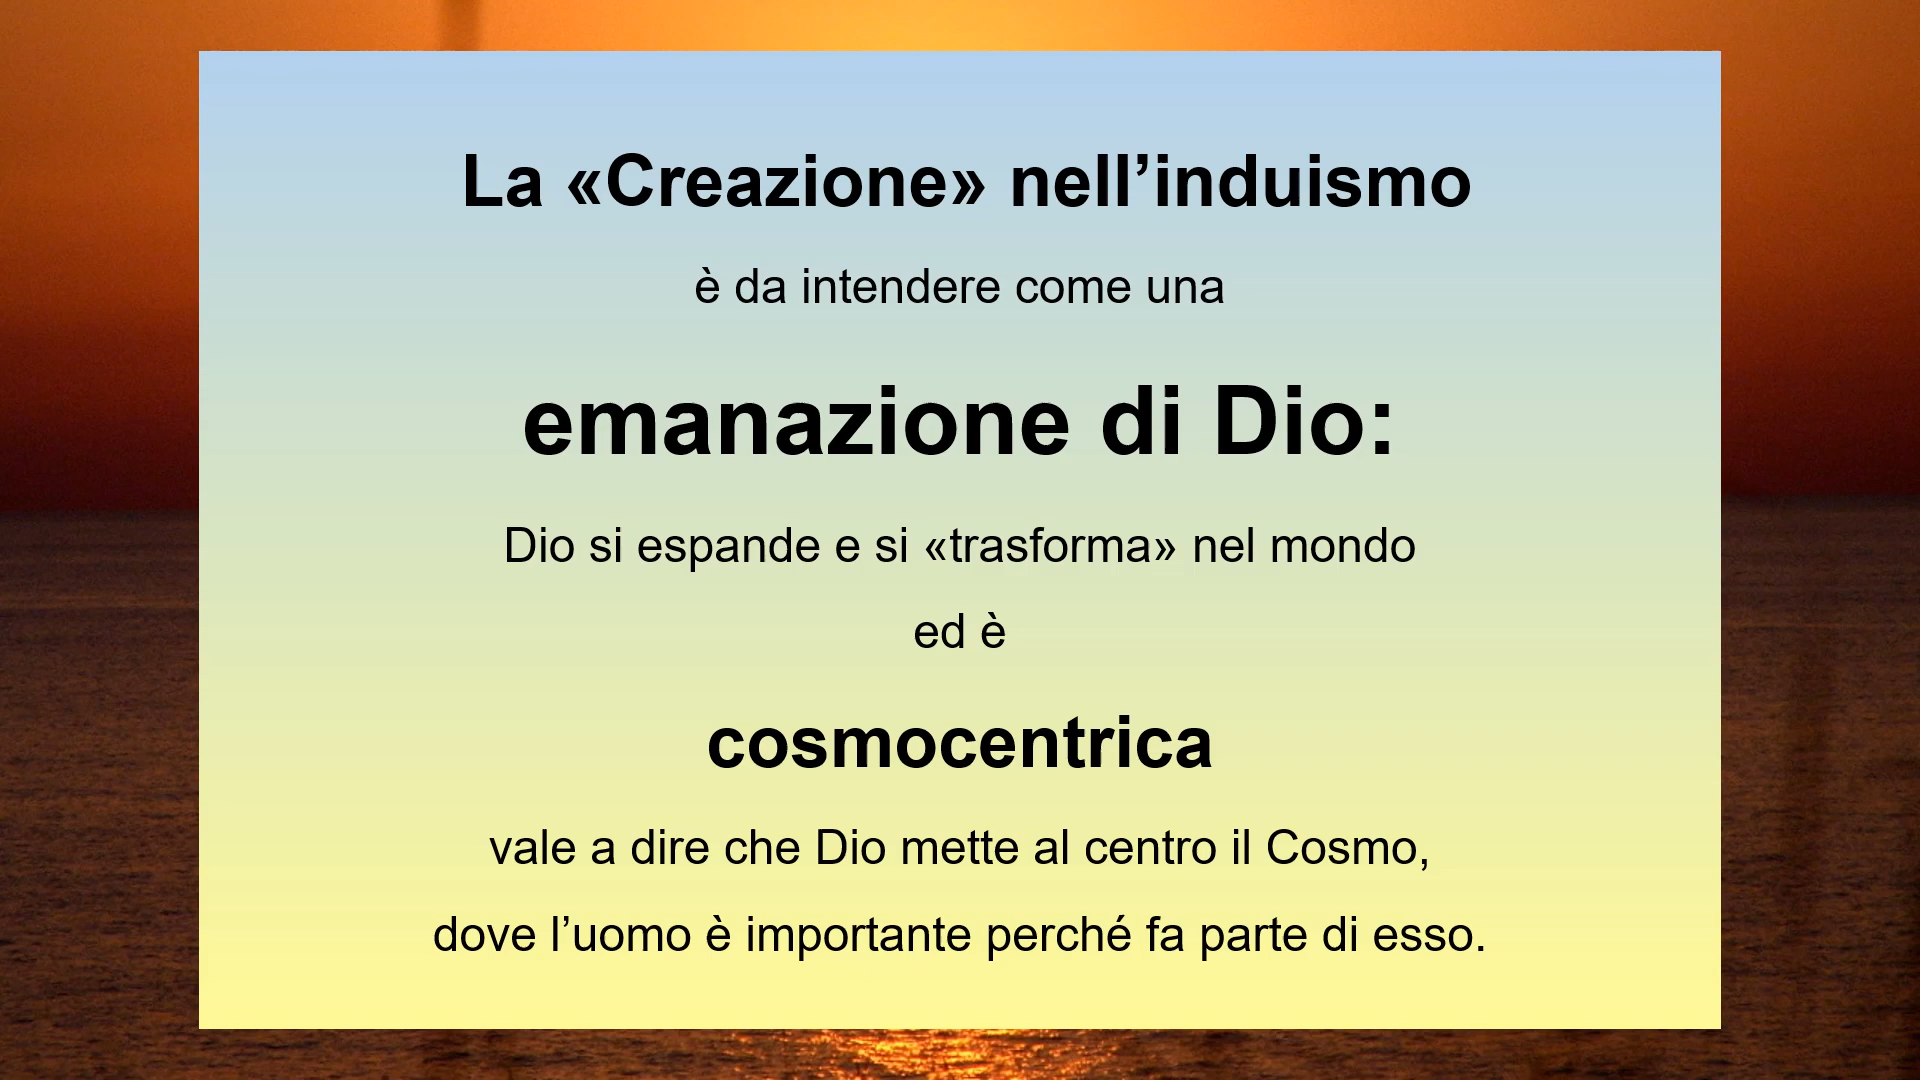 La «Creazione» nell’induismo
è da intendere come una
emanazione di Dio:
Dio si espande e si «trasforma» nel mondo
ed è
cosmocentrica
vale a dire che Dio mette al centro il Cosmo,
dove l’uomo è importante perché fa parte di esso.